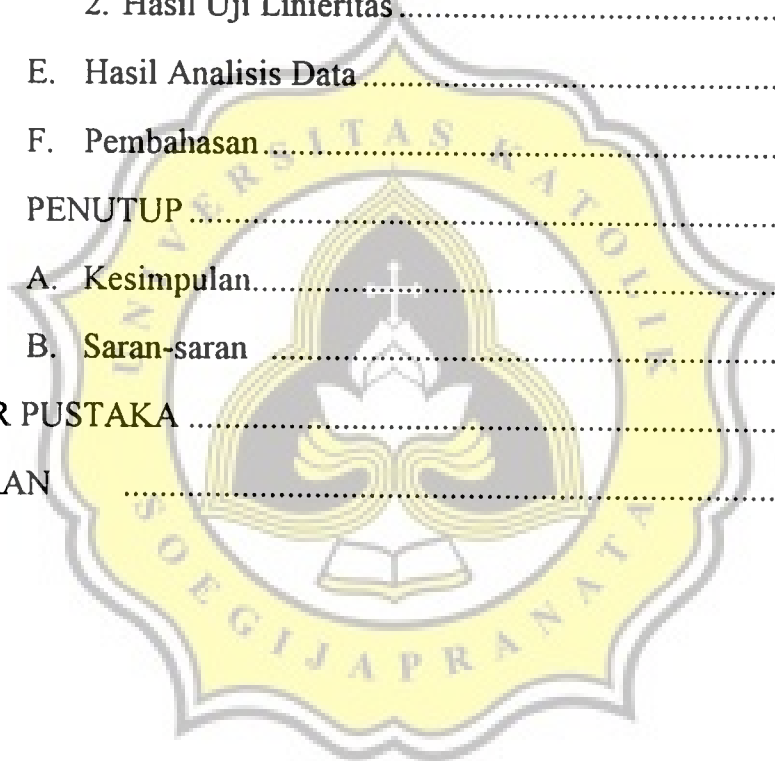 2. Hasil Uji Linieritas ................................................
E. Hasil Analisis Data ................................................
F. Pembahasan ................................................
PENUTUP ................................................
A. Kesimpulan ................................................
B. Saran-saran ................................................
R PUSTAKA ................................................
AN ................................................
UNIVERSITAS KATOLIK
SOEGIJAPRANATA